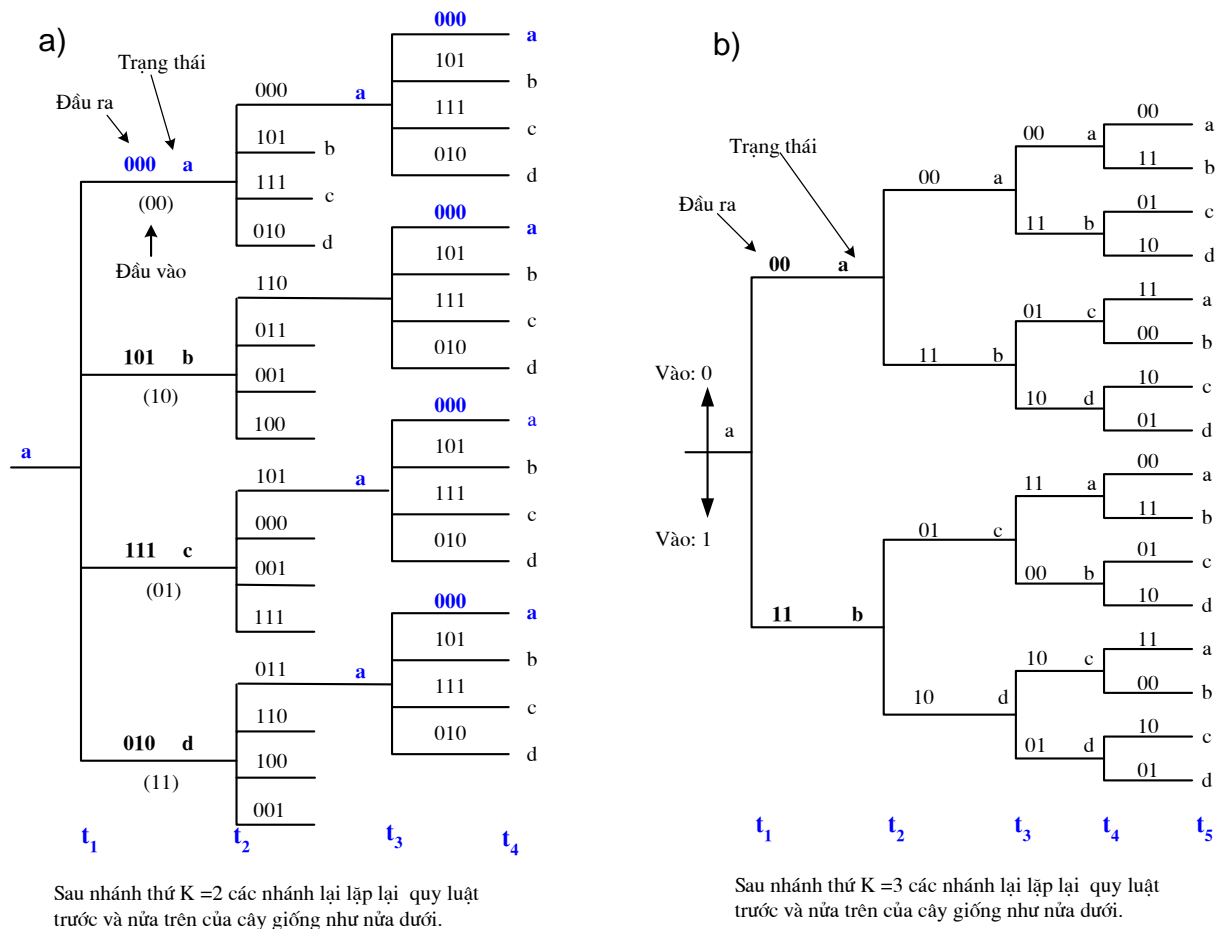 a)
Trạng thái
Đầu ra
000 a
(00)
Đầu vào
101 b
(10)
a
111 c
(01)
010 d
(11)
000 a
101 b
111 c
010 d
110
011
001
100
101 a
000
001
111
011 a
110
100
001
000 a
101 b
111 c
010 d
000 a
101 b
111 c
010 d
000 a
101 b
111 c
010 d
000 a
101 b
111 c
010 d
t1 t2 t3 t4
Sau nhánh thứ K =2 các nhánh lại lặp lại quy luật
trước và nửa trên của cây giống như nửa dưới.
b)
Trạng thái
Đầu ra
Vào: 0
a
Vào: 1
00 a
11 b
00 a
11 b
01 c
10 d
00 a
11 b
01 c
10 d
11 a
00 b
10 c
01 d
00 a
11 b
01 c
10 d
11 a
00 b
10 c
01 d
00 a
11 b
01 c
10 d
11 a
00 b
10 c
01 d
t1 t2 t3 t4 t5
Sau nhánh thứ K =3 các nhánh lại lặp lại quy luật
trước và nửa trên của cây giống như nửa dưới.